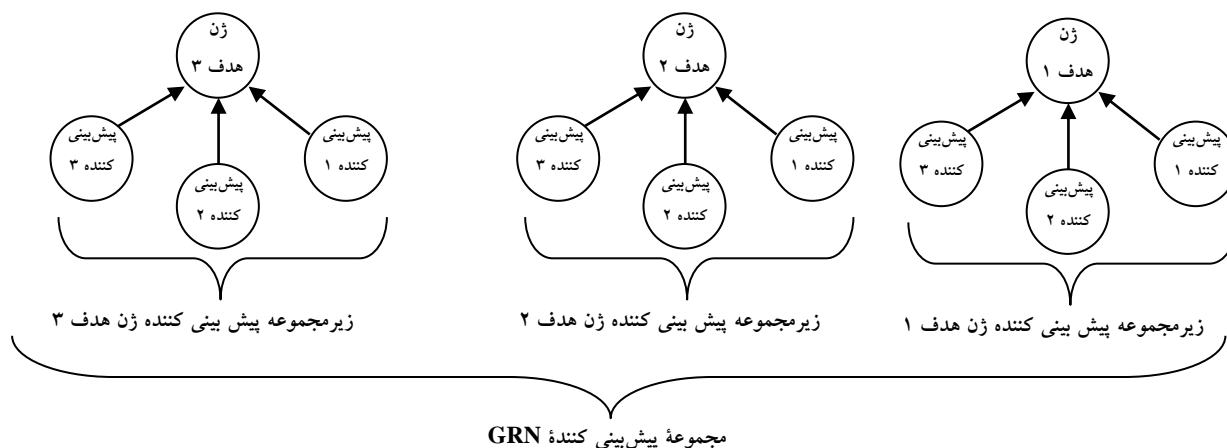 ژن
هدف ۱
پیش‌بینی
کننده ۱
پیش‌بینی
کننده ۲
پیش‌بینی
کننده ۳
زیرمجموعه پیش بینی کننده ژن هدف ۱
ژن
هدف ۲
پیش‌بینی
کننده ۱
پیش‌بینی
کننده ۲
پیش‌بینی
کننده ۳
زیرمجموعه پیش بینی کننده ژن هدف ۲
ژن
هدف ۳
پیش‌بینی
کننده ۱
پیش‌بینی
کننده ۲
پیش‌بینی
کننده ۳
زیرمجموعه پیش بینی کننده ژن هدف ۳
مجموعهٔ پیش‌بینی کنندهٔ GRN